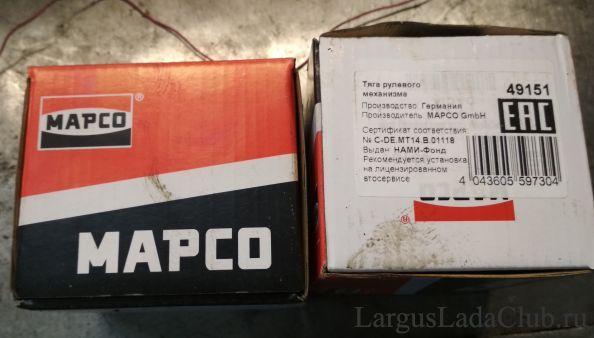 MAPCO
®
MAPCO
Тяга рулевого
механизма
49151
Производство Германия
Производитель MAPCO GmbH
EAC
Сертификат соответствия
№ C-DE.MT14.B.01118
Выдан НАМИ-Фонд
Рекомендуется установка
на лицензированном
втосервисе
4 043605 597304
®
LargusLadaClub.ru